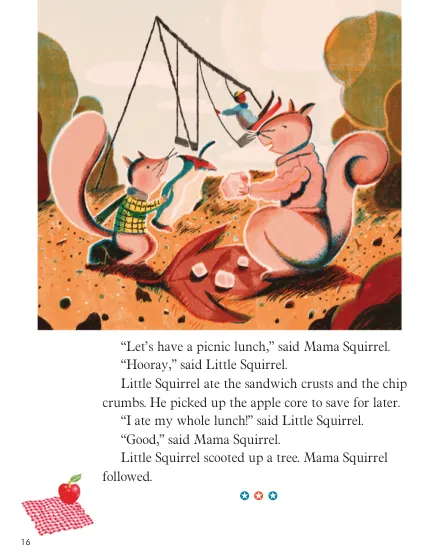 “Let’s have a picnic lunch,” said Mama Squirrel.
“Hooray,” said Little Squirrel.
Little Squirrel ate the sandwich crusts and the chip
crumbs. He picked up the apple core to save for later.
“I ate my whole lunch!” said Little Squirrel.
“Good,” said Mama Squirrel.
Little Squirrel scooted up a tree. Mama Squirrel
followed.
16